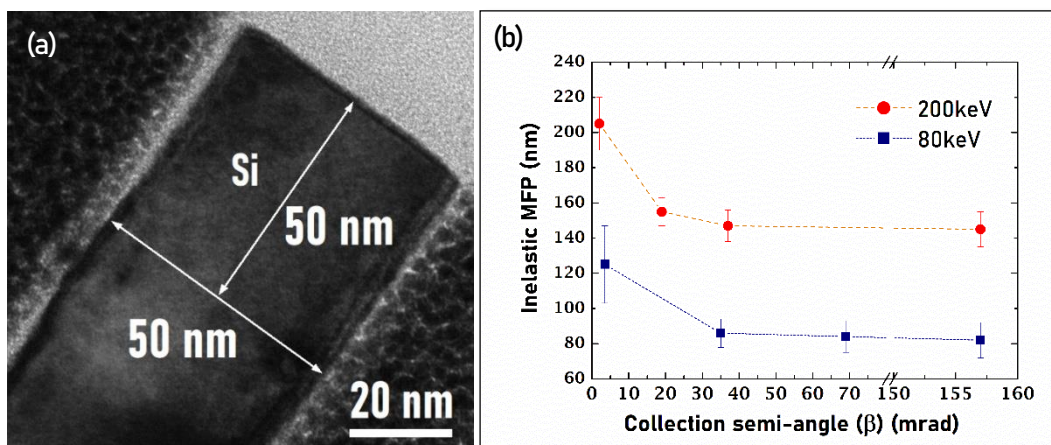 (a)
Si
50 nm
50 nm
20 nm
(b)
240
220
200
180
160
140
120
100
80
60
Inelastic MFP (nm)
200keV
80keV
0 10 20 30 40 50 60 70 80 150 160
Collection semi-angle (β) (mrad)